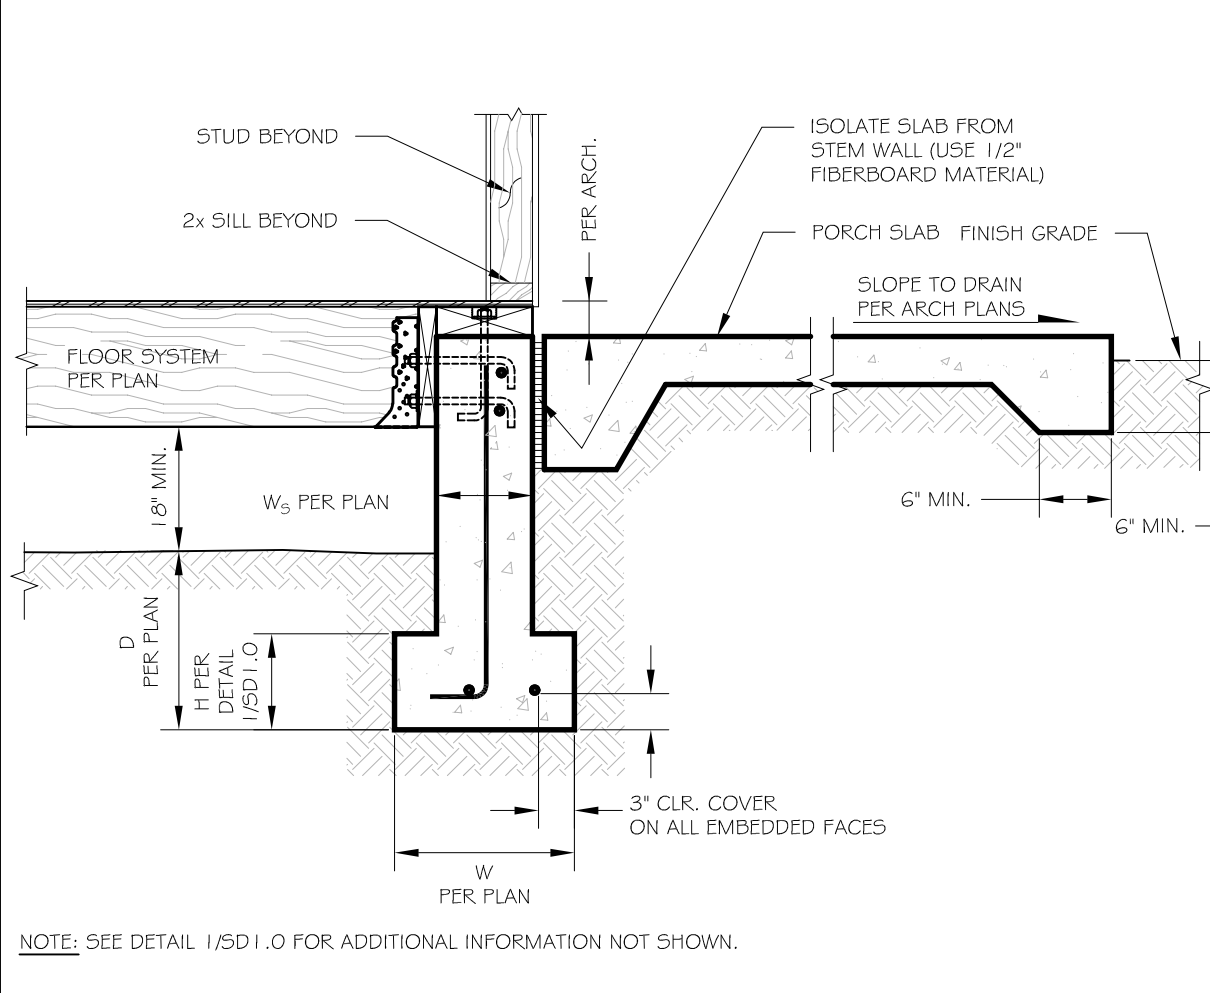 STUD BEYOND
2x SILL BEYOND
PER ARCH.
ISOLATE SLAB FROM
STEM WALL (USE 1/2"
FIBERBOARD MATERIAL)
PORCH SLAB
FINISH GRADE
SLOPE TO DRAIN
PER ARCH PLANS
FLOOR SYSTEM
PER PLAN
18" MIN.
WS PER PLAN
6" MIN.
6" MIN.
D
PER PLAN
H PER
DETAIL
1/SD1.0
3" CLR. COVER
ON ALL EMBEDDED FACES
W
PER PLAN
NOTE: SEE DETAIL 1/SD1.0 FOR ADDITIONAL INFORMATION NOT SHOWN.